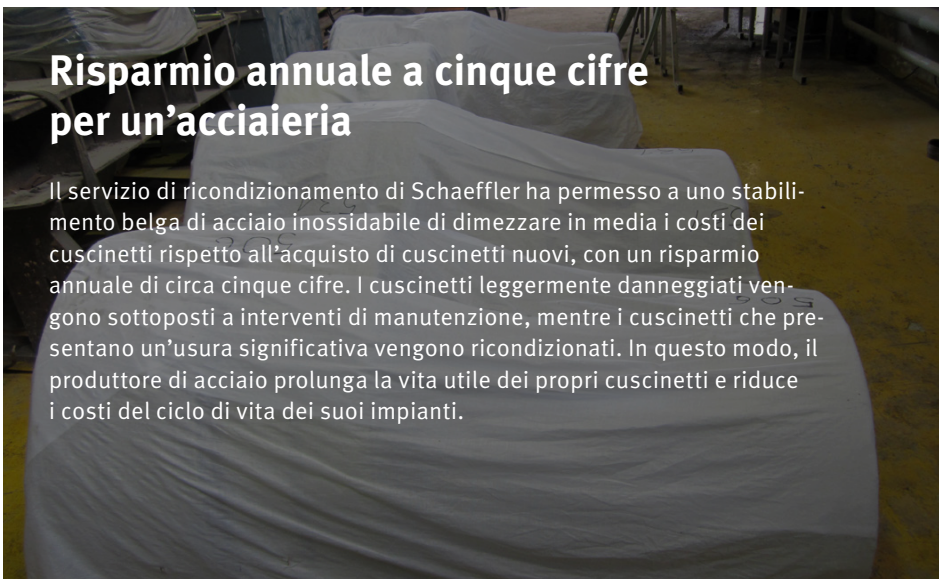 Risparmio annuale a cinque cifre
per un’acciaieria
Il servizio di ricondizionamento di Schaeffler ha permesso a uno stabili-
mento belga di acciaio inossidabile di dimezzare in media i costi dei
cuscinetti rispetto all’acquisto di cuscinetti nuovi, con un risparmio
annuale di circa cinque cifre. I cuscinetti leggermente danneggiati ven-
gono sottoposti a interventi di manutenzione, mentre i cuscinetti che pre-
sentano un’usura significativa vengono ricondizionati. In questo modo, il
produttore di acciaio prolunga la vita utile dei propri cuscinetti e riduce
i costi del ciclo di vita dei suoi impianti.